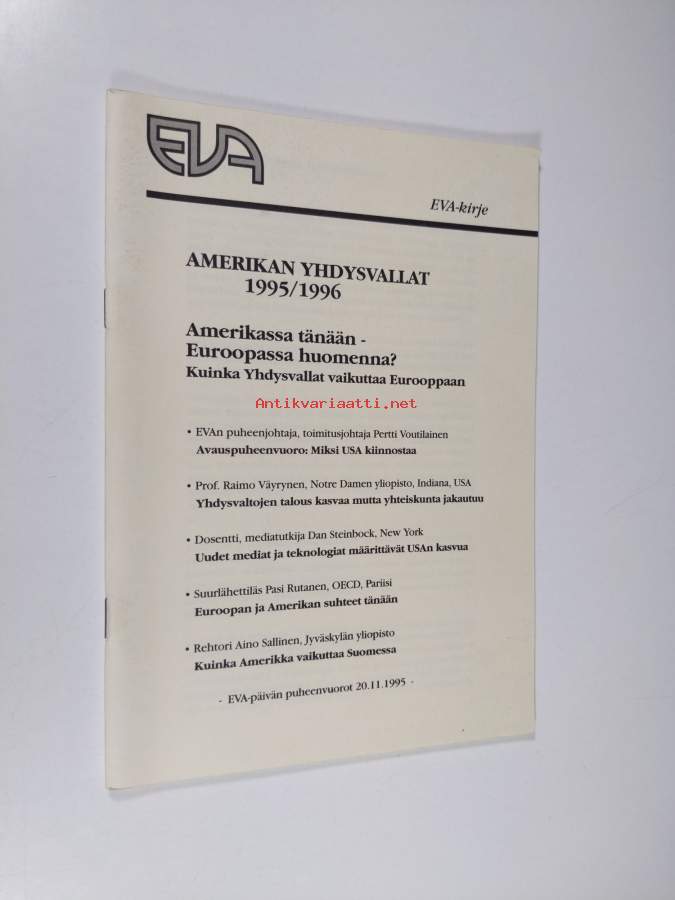 EVA
EVA-kirje
AMERIKAN YHDYSVALLAT
1995/1996
Amerikassa tänään -
Euroopassa huomenna?
Kuinka Yhdysvallat vaikuttaa Eurooppaan
Antikvariaatti.net
• EVAn puheenjohtaja, toimitusjohtaja Pertti Voutilainen
Avauspuheenvuoro: Miksi USA kiinnostaa
• Prof. Raimo Väyrynen, Notre Damen yliopisto, Indiana, USA
Yhdysvaltojen talous kasvaa mutta yhteiskunta jakautuu
• Dosentti, mediatutkija Dan Steinbock, New York
Uudet mediat ja teknologiat määrittävät USAn kasvua
• Suurlähettiläs Pasi Rutanen, OECD, Pariisi
Euroopan ja Amerikan suhteet tänään
• Rehtori Aino Sallinen, Jyväskylän yliopisto
Kuinka Amerikka vaikuttaa Suomessa
- EVA-päivän puheenvuorot 20.11.1995 -